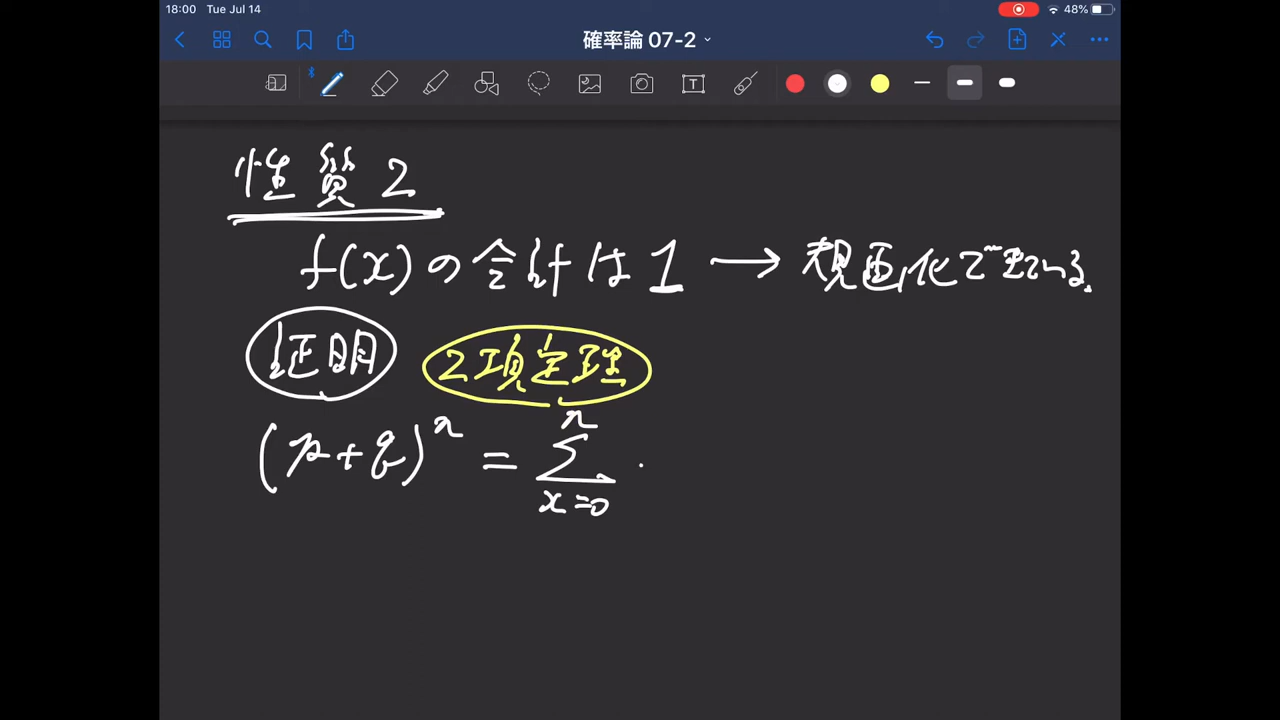 18:00 Tue Jul 14 48%
確率論 07-2
T
性質2
f(x)の合計は1 → 規画化できている.
証明 2項定理
(p+q)^n = Σ_{x=0}^{n}